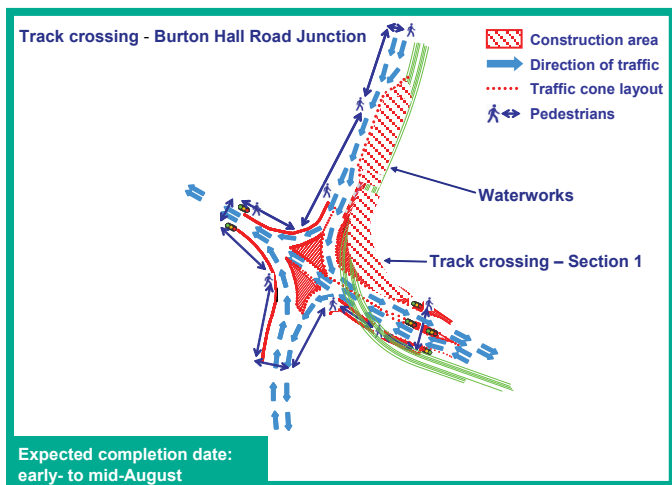 Track crossing - Burton Hall Road Junction
Construction area
Direction of traffic
Traffic cone layout
Pedestrians
Waterworks
Track crossing – Section 1
Expected completion date:
early- to mid-August